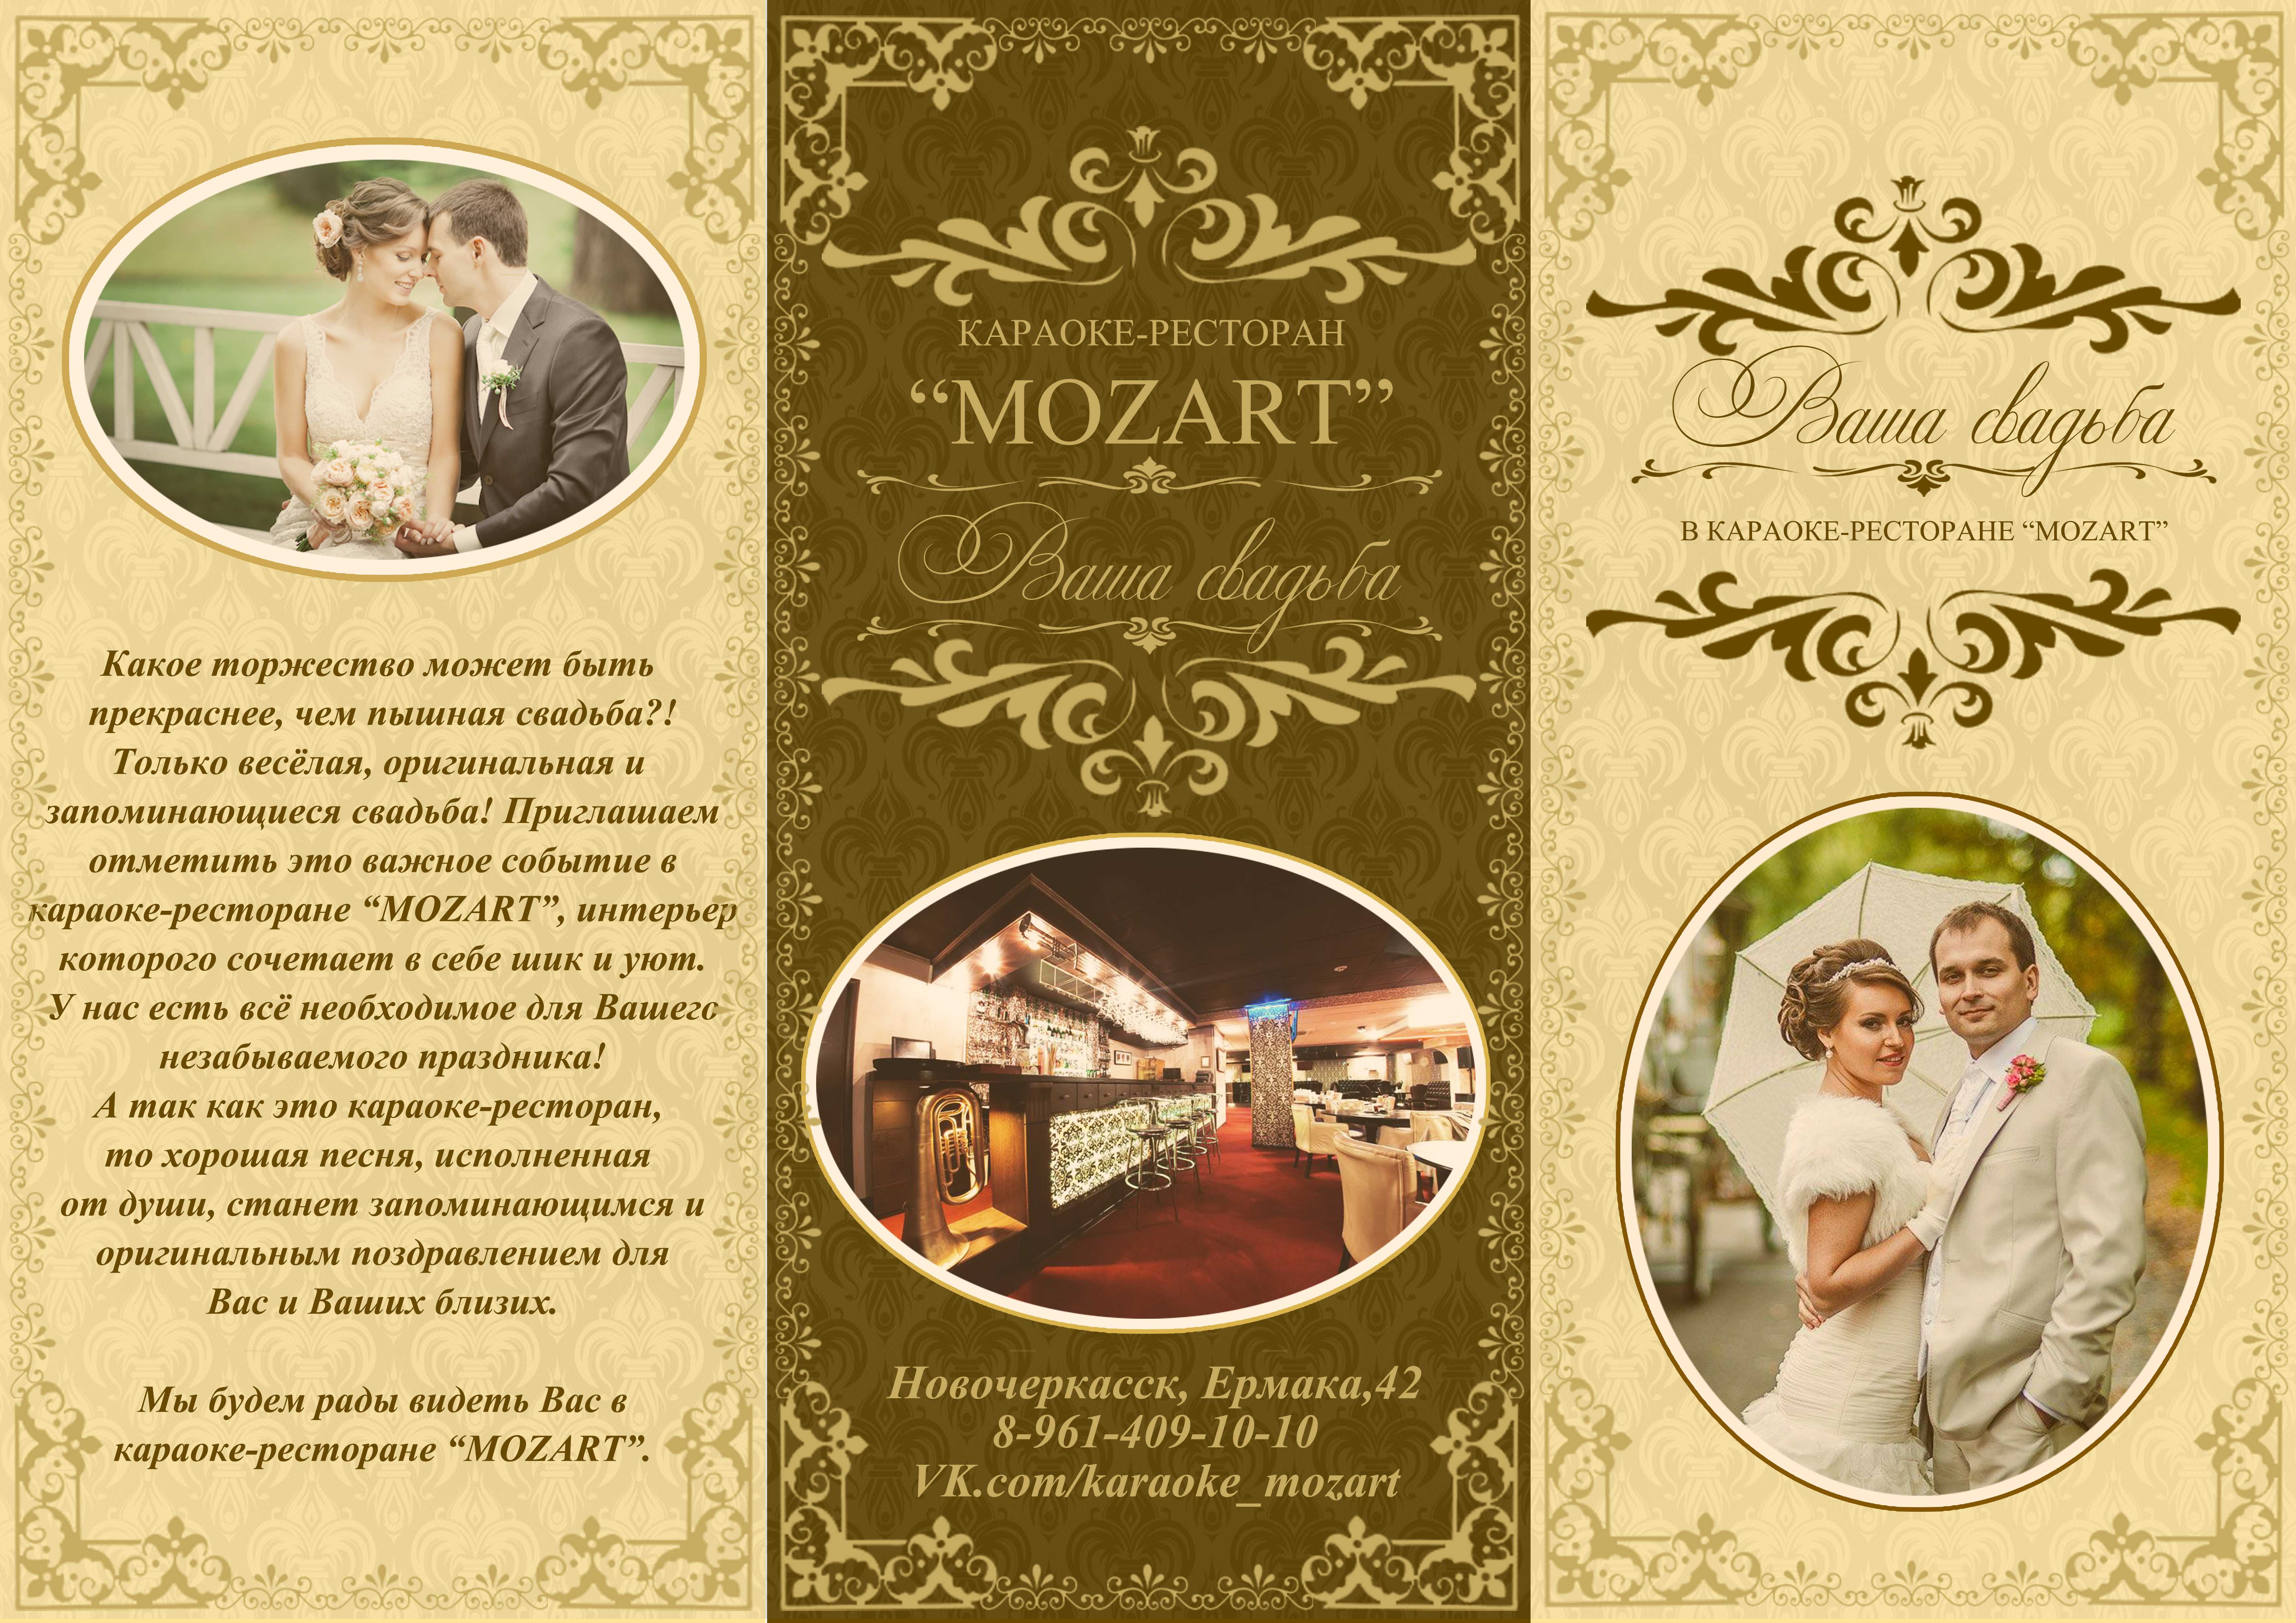 Какое торжество может быть
прекраснее, чем пышная свадьба?!
Только весёлая, оригинальная и
запоминающиеся свадьба! Приглашаем
отметить это важное событие в
караоке-ресторане “MOZART”, интерьер
которого сочетает в себе шик и уют.
У нас есть всё необходимое для Вашего
незабываемого праздника!
А так как это караоке-ресторан,
то хорошая песня, исполненная
от души, станет запоминающимся и
оригинальным поздравлением для
Вас и Ваших близих.
Мы будем рады видеть Вас в
караоке-ресторане “MOZART”.
КАРАОКЕ-РЕСТОРАН
“MOZART”
Ваша свадьба
Новочеркасск, Ермака,42
8-961-409-10-10
VK.com/karaoke_mozart
Ваша свадьба
В КАРАОКЕ-РЕСТОРАНЕ “MOZART”